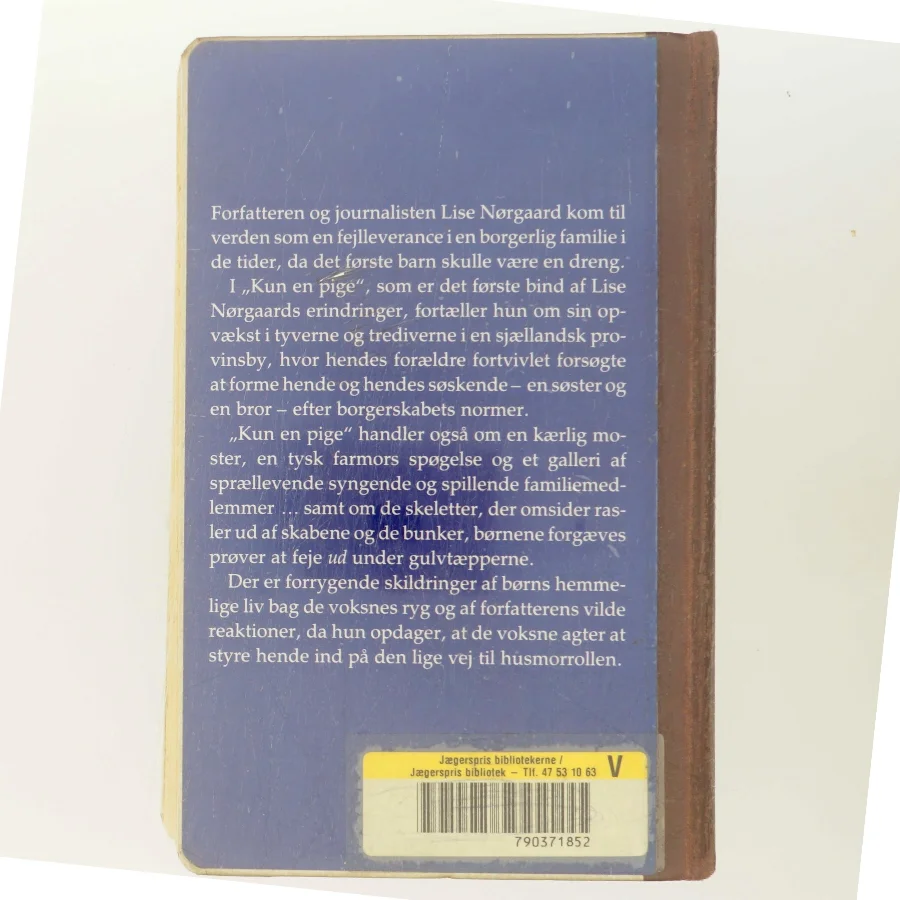 Forfatteren og journalisten Lise Nørgaard kom til
verden som en fejlleverance i en borgerlig familie i
de tider, da det første barn skulle være en dreng.
I „Kun en pige“, som er det første bind af Lise
Nørgaards erindringer, fortæller hun om sin op-
vækst i tyverne og trediverne i en sjællandsk pro-
vinsby, hvor hendes forældre fortvivlet forsøgte
at forme hende og hendes søskende – en søster og
en bror – efter borgerskabets normer.
„Kun en pige“ handler også om en kærlig mo-
ster, en tysk farmors spøgelse og et galleri af
sprællevende syngende og spillende familiemed-
lemmer ... samt om de skeletter, der omsider ras-
ler ud af skabene og de bunker, børnene forgæves
prøver at feje ud under gulvtæpperne.
Der er forrygende skildringer af børns hemme-
lige liv bag de voksnes ryg og af forfatterens vilde
reaktioner, da hun opdager, at de voksne agter at
styre hende ind på den lige vej til husmorrollen.
Jægerspris bibliotekerne /
Jægerspris bibliotek – Tlf. 47 53 10 63 V
790371852